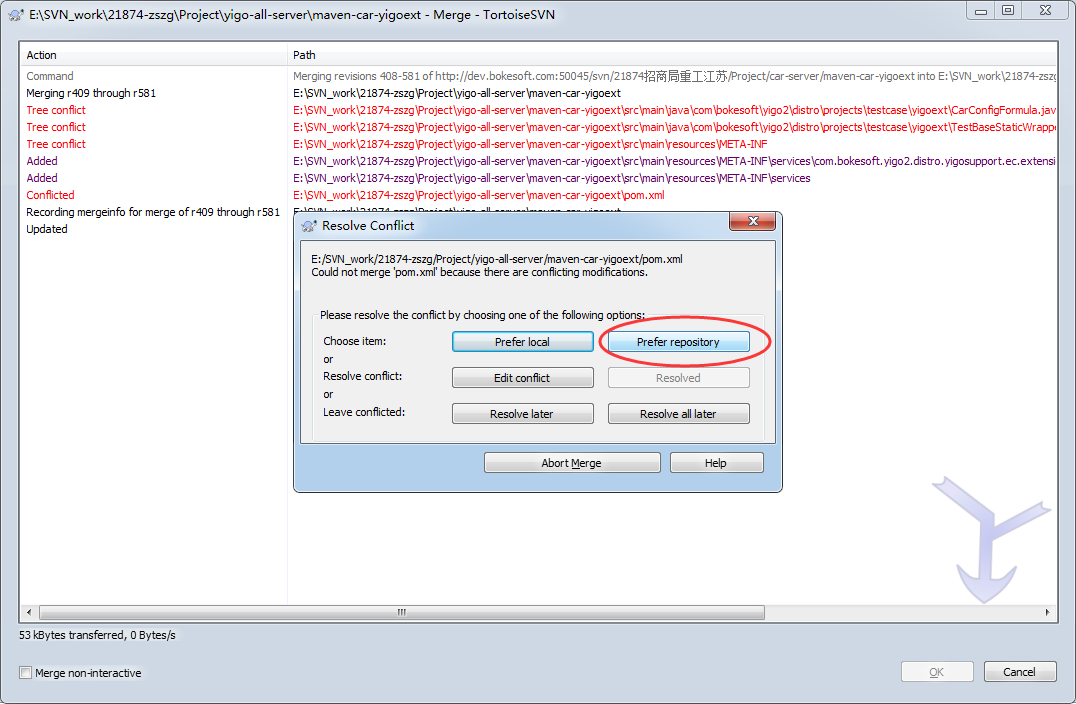 E:\SVN_work\21874-zszg\Project\yigo-all-server\maven-car-yigoext - Merge - TortoiseSVN
Action Path
Command Merging revisions 408-581 of http://dev.bokesoft.com:50045/svn/21874招商局重工江苏/Project/car-server/maven-car-yigoext into E:\SVN_work\21874-zszg
Merging r409 through r581 E:\SVN_work\21874-zszg\Project\yigo-all-server\maven-car-yigoext
Tree conflict E:\SVN_work\21874-zszg\Project\yigo-all-server\maven-car-yigoext\src\main\java\com\bokesoft\yigo2\distro\projects\testcase\yigoext\CarConfigFormula.jav
Tree conflict E:\SVN_work\21874-zszg\Project\yigo-all-server\maven-car-yigoext\src\main\java\com\bokesoft\yigo2\distro\projects\testcase\yigoext\TestBaseStaticWrappe
Tree conflict E:\SVN_work\21874-zszg\Project\yigo-all-server\maven-car-yigoext\src\main\resources\META-INF
Added E:\SVN_work\21874-zszg\Project\yigo-all-server\maven-car-yigoext\src\main\resources\META-INF\services\com.bokesoft.yigo2.distro.yigosupport.ec.extensi
Added E:\SVN_work\21874-zszg\Project\yigo-all-server\maven-car-yigoext\src\main\resources\META-INF\services
Conflicted E:\SVN_work\21874-zszg\Project\yigo-all-server\maven-car-yigoext\pom.xml
Recording mergeinfo for merge of r409 through r581 E:\SVN_work\21874-zszg\Project\yigo-all-server\maven-car-yigoext
Updated
Resolve Conflict
E:/SVN_work/21874-zszg/Project/yigo-all-server/maven-car-yigoext/pom.xml
Could not merge 'pom.xml' because there are conflicting modifications.
Please resolve the conflict by choosing one of the following options:
Choose item: Prefer local Prefer repository
or
Resolve conflict: Edit conflict Resolved
or
Leave conflicted: Resolve later Resolve all later
Abort Merge Help
53 kBytes transferred, 0 Bytes/s
Merge non-interactive OK Cancel